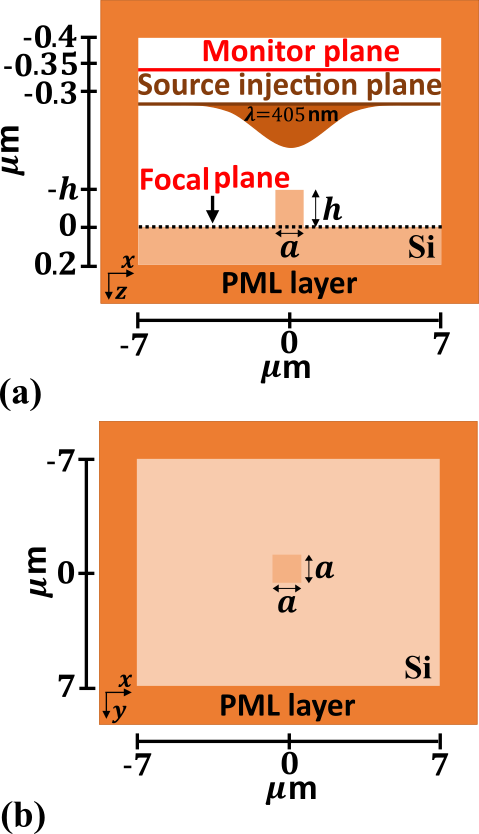 -0.4
Monitor plane
-0.35
Source injection plane
-0.3
λ=405 nm
μm
-h
Focal plane
h
0
a
Si
0.2
x
z
PML layer
-7
0
7
μm
(a)
-7
μm
0
a
a
Si
7
x
y
PML layer
-7
0
7
μm
(b)